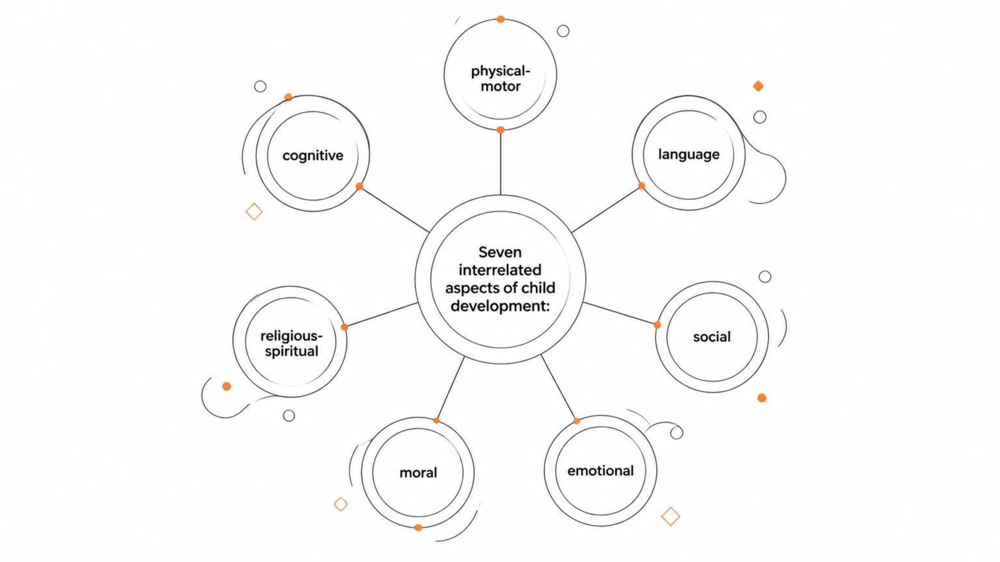 physical-
motor
cognitive
language
Seven
interrelated
aspects of child
development:
religious-
spiritual
social
moral
emotional